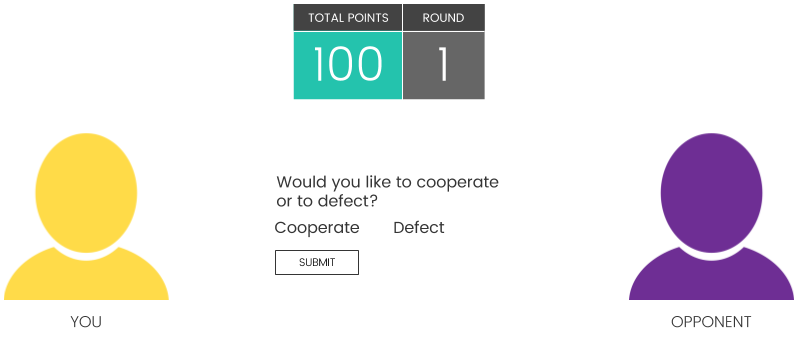 TOTAL POINTS ROUND
100 1
Would you like to cooperate
or to defect?
Cooperate Defect
SUBMIT
YOU OPPONENT